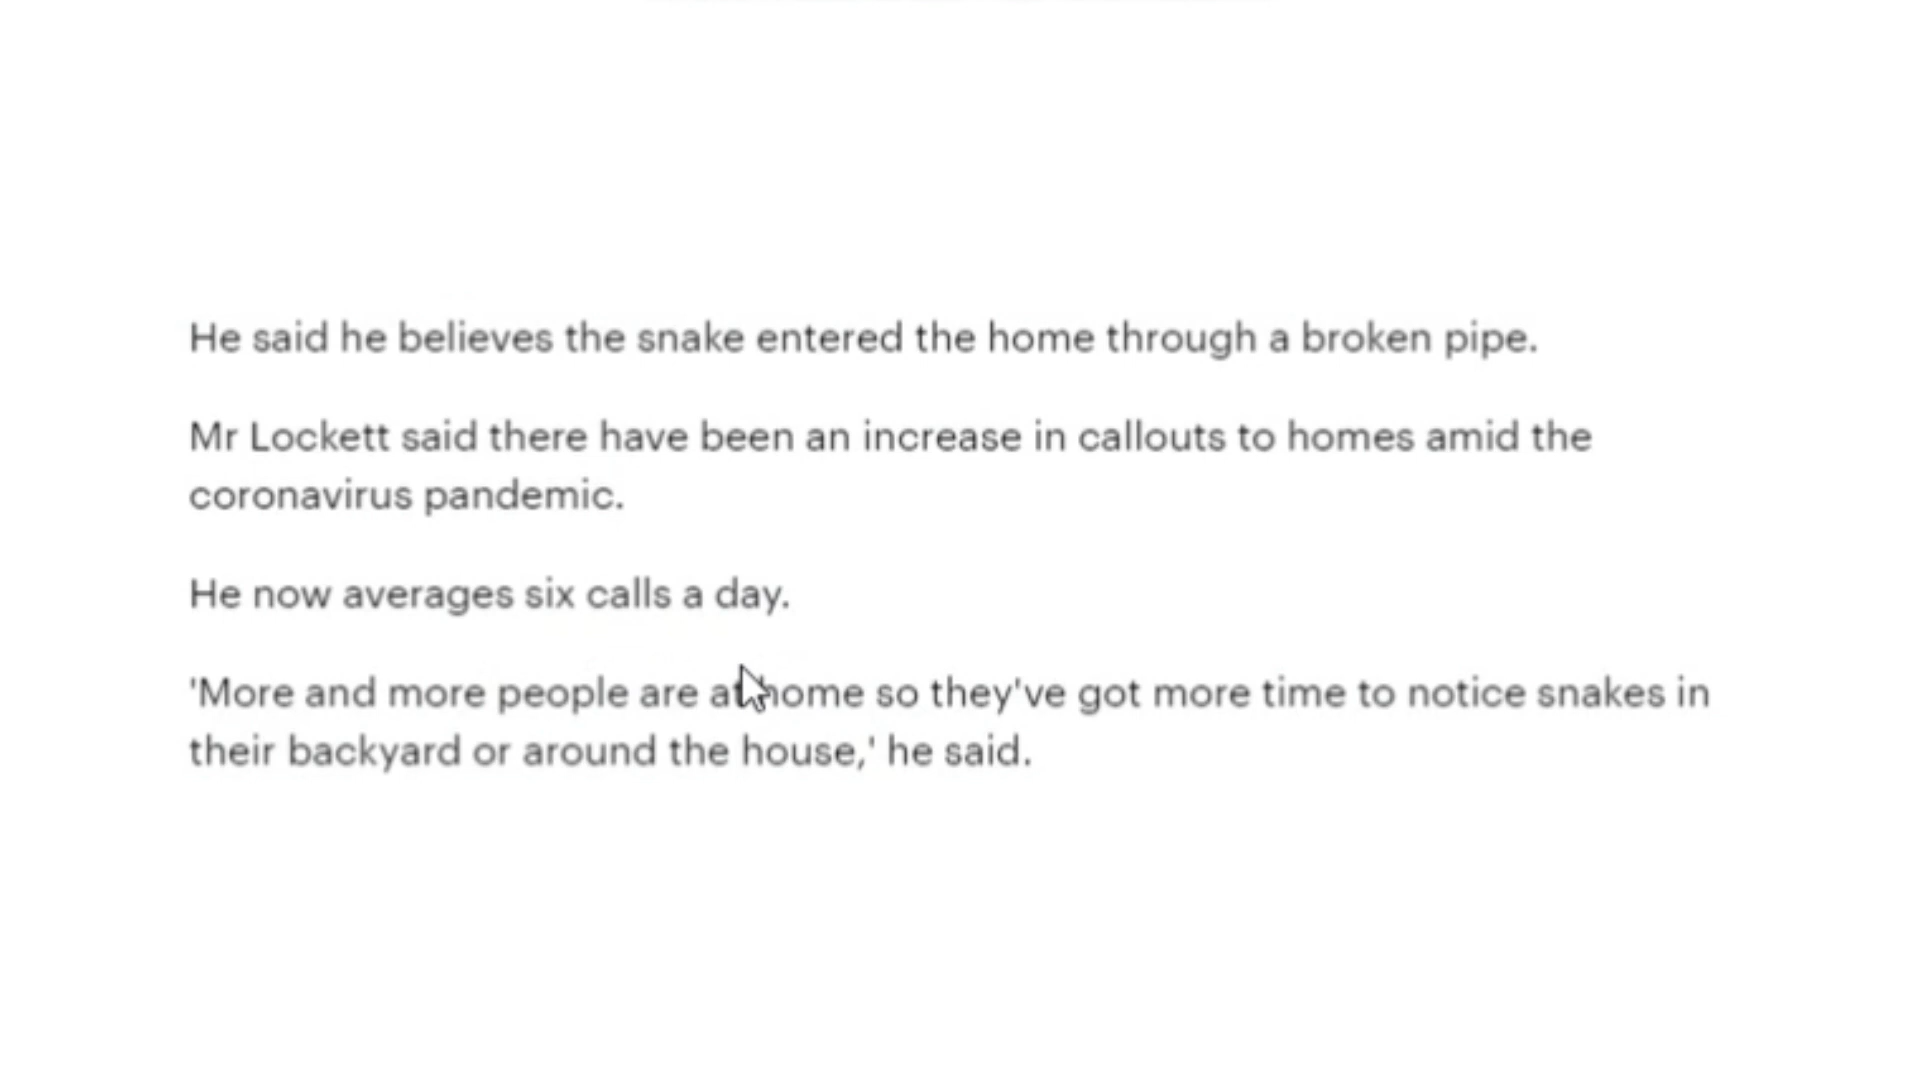 He said he believes the snake entered the home through a broken pipe.
Mr Lockett said there have been an increase in callouts to homes amid the
coronavirus pandemic.
He now averages six calls a day.
'More and more people are at home so they've got more time to notice snakes in
their backyard or around the house,' he said.